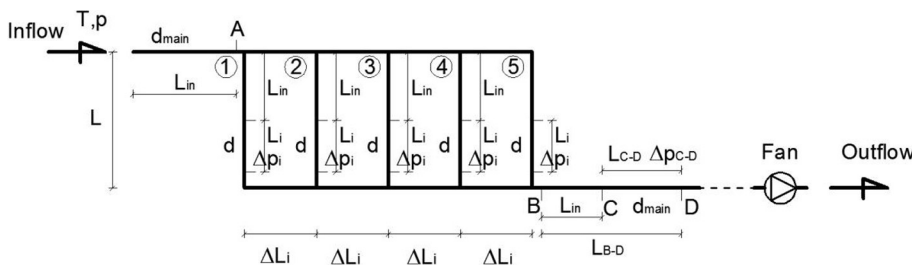 Inflow T,p
d_main A
① ② ③ ④ ⑤
L_in L_in L_in L_in L_in
L
d d d d d
L_i L_i L_i L_i L_i
Δp_i Δp_i Δp_i Δp_i Δp_i
L_C-D Δp_C-D Fan Outflow
B L_in C d_main D
ΔL_i ΔL_i ΔL_i ΔL_i L_B-D